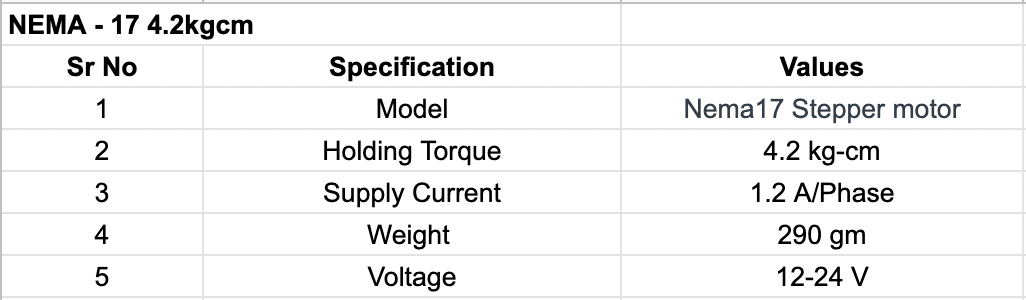 NEMA - 17 4.2kgcm
Sr No Specification Values
1 Model Nema17 Stepper motor
2 Holding Torque 4.2 kg-cm
3 Supply Current 1.2 A/Phase
4 Weight 290 gm
5 Voltage 12-24 V